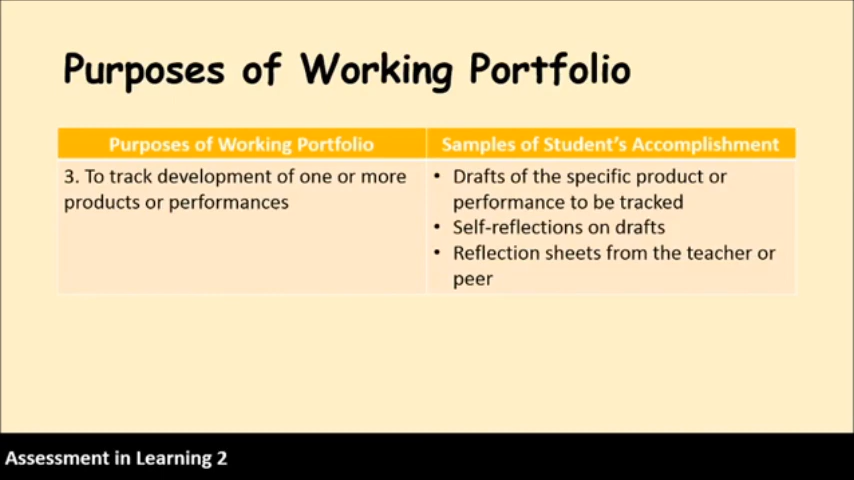 Purposes of Working Portfolio
Purposes of Working Portfolio
Samples of Student's Accomplishment
3. To track development of one or more
products or performances
• Drafts of the specific product or
performance to be tracked
• Self-reflections on drafts
• Reflection sheets from the teacher or
peer
Assessment in Learning 2